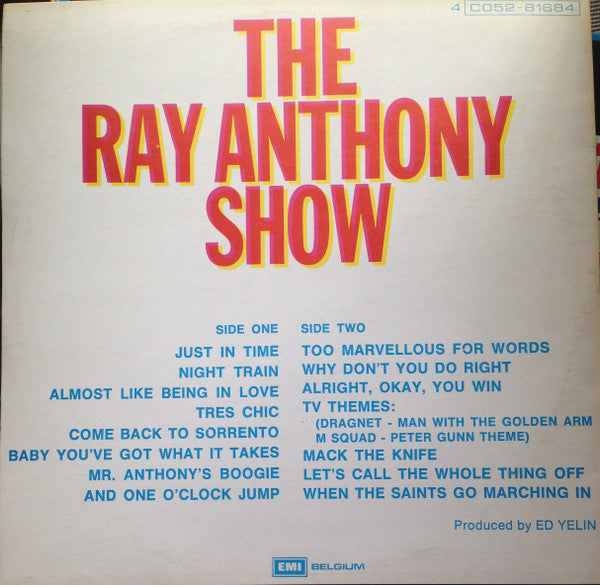 4 C052-81684
THE
RAY ANTHONY
SHOW
SIDE ONE
JUST IN TIME
NIGHT TRAIN
ALMOST LIKE BEING IN LOVE
TRES CHIC
COME BACK TO SORRENTO
BABY YOU'VE GOT WHAT IT TAKES
MR. ANTHONY'S BOOGIE
AND ONE O'CLOCK JUMP
SIDE TWO
TOO MARVELLOUS FOR WORDS
WHY DON'T YOU DO RIGHT
ALRIGHT, OKAY, YOU WIN
TV THEMES:
(DRAGNET - MAN WITH THE GOLDEN ARM
M SQUAD - PETER GUNN THEME)
MACK THE KNIFE
LET'S CALL THE WHOLE THING OFF
WHEN THE SAINTS GO MARCHING IN
Produced by ED YELIN
EMI BELGIUM